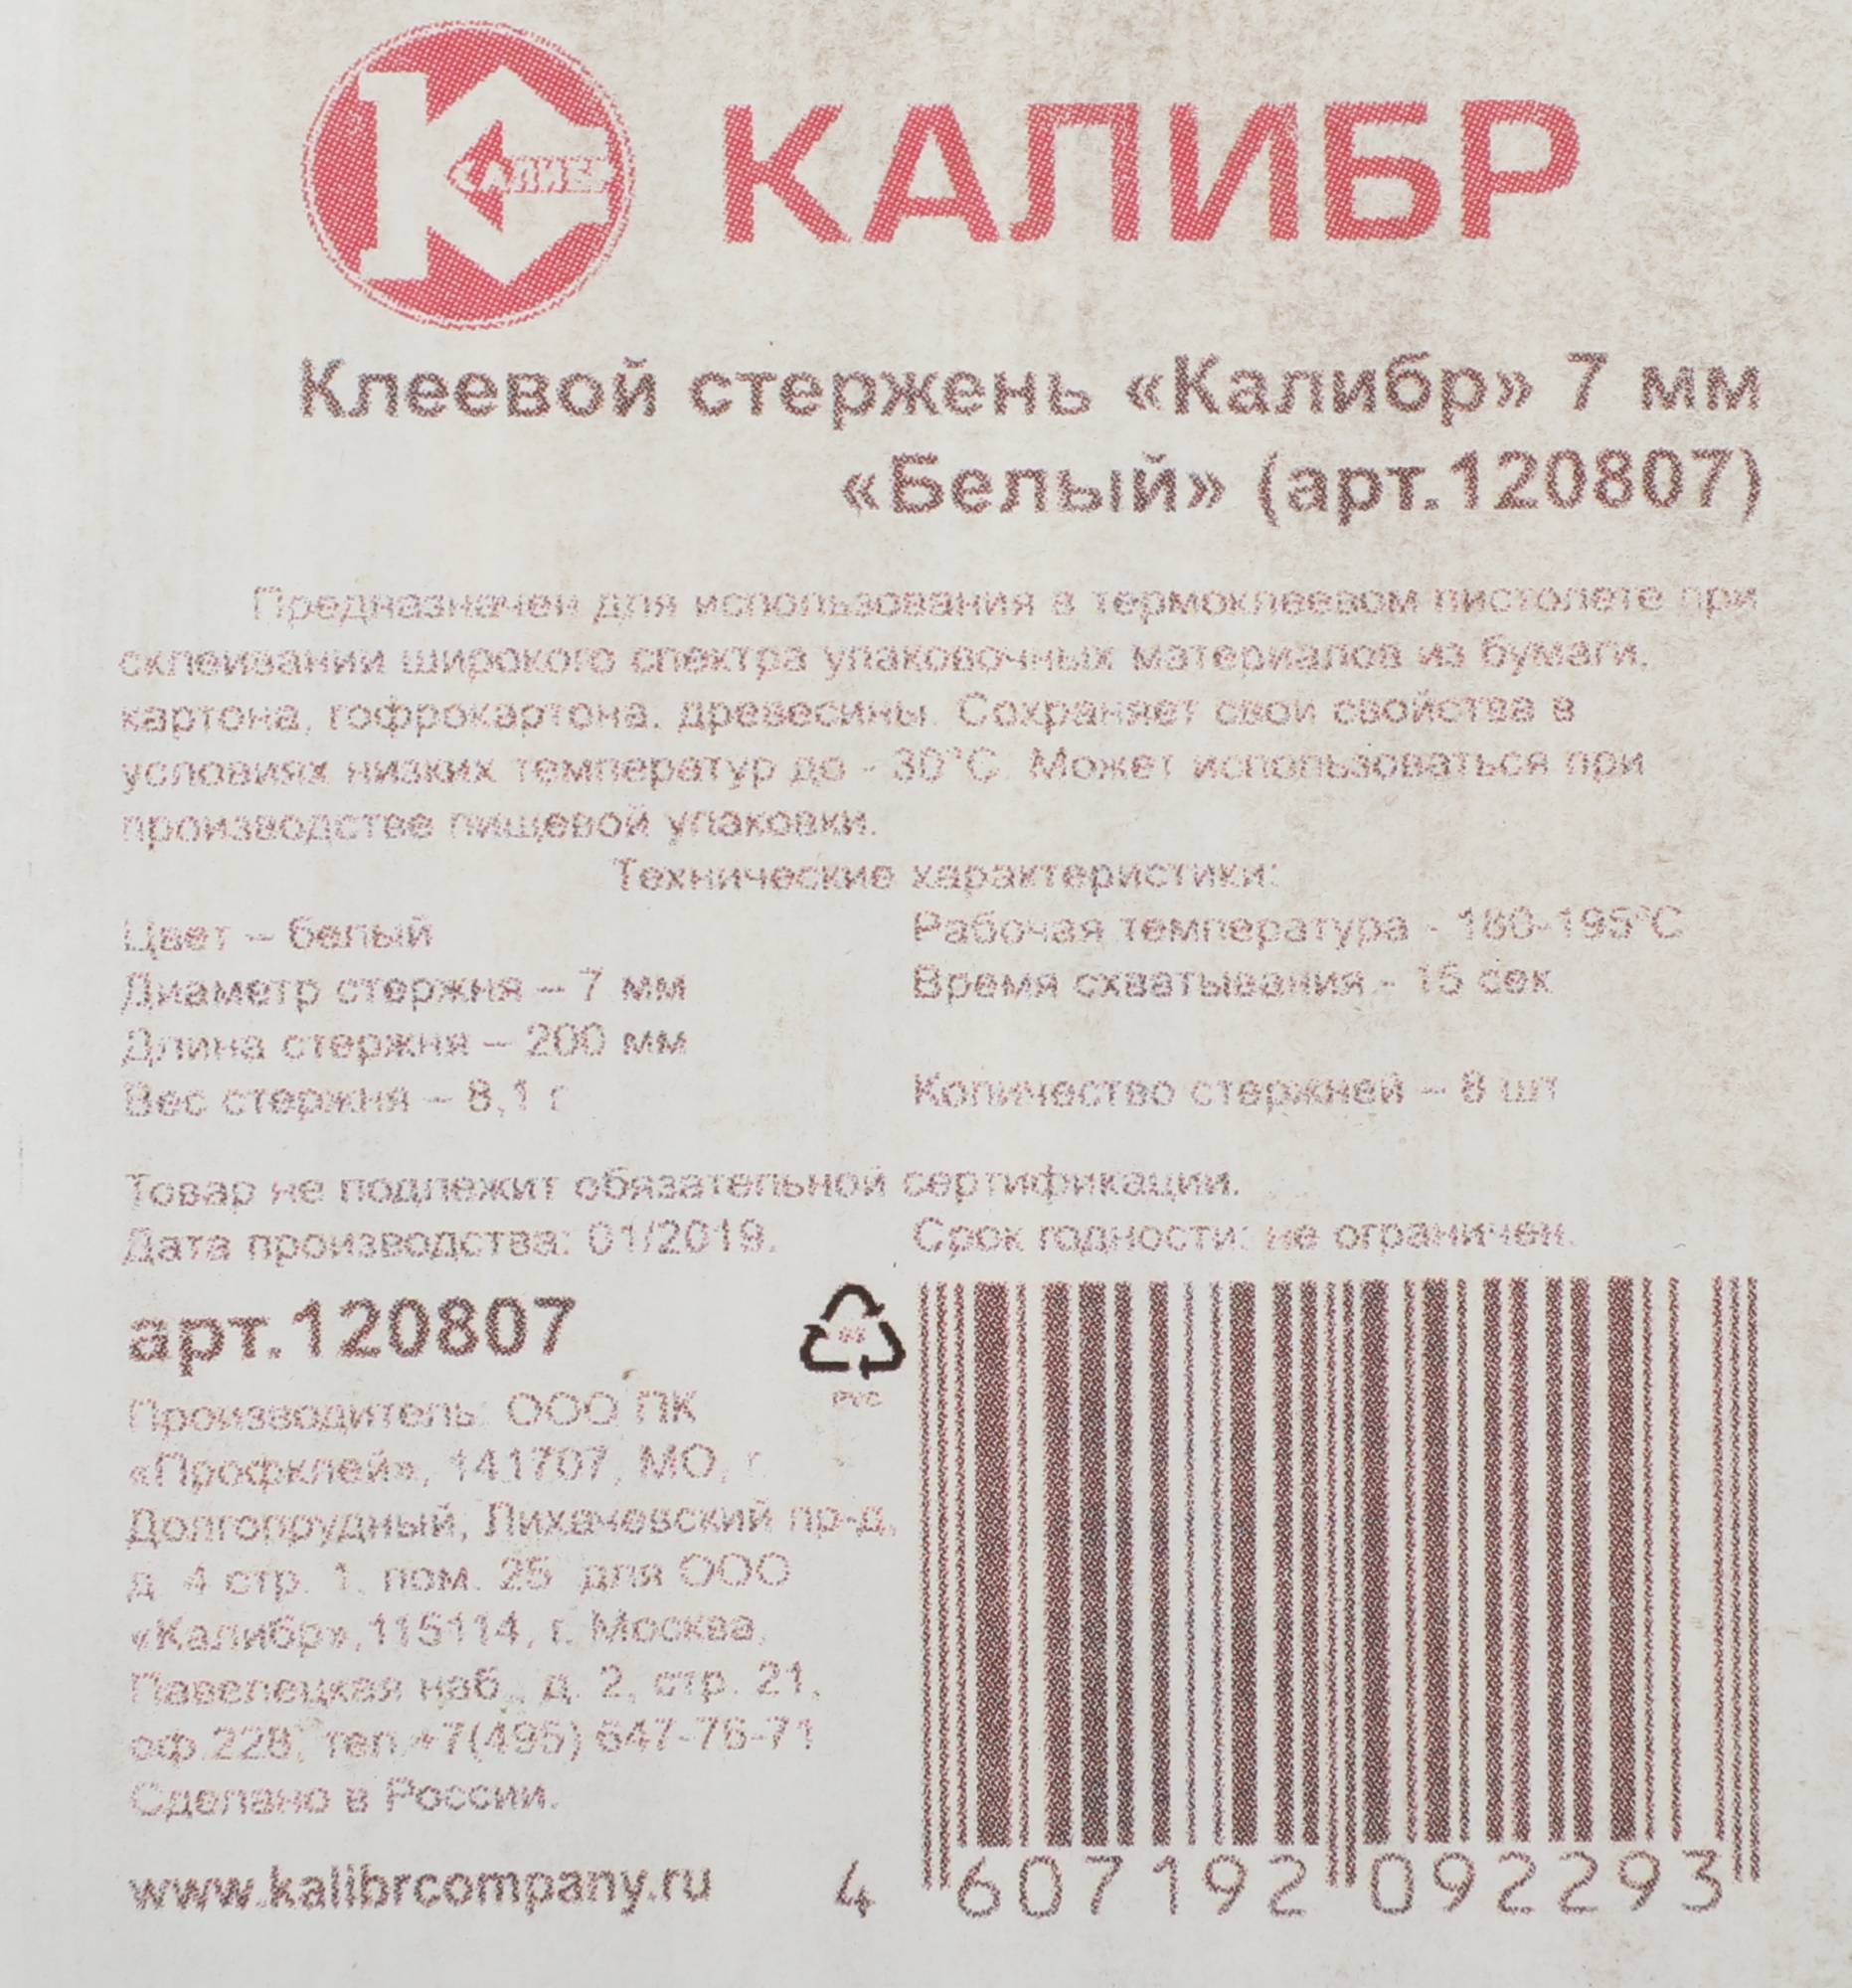 КАЛИБР
КАЛИБР
Клеевой стержень «Калибр» 7 мм
«Белый» (арт.120807)
Предназначен для использования в термоклеевом пистолете при
склеивании широкого спектра упаковочных материалов из бумаги,
картона, гофрокартона, древесины. Сохраняет свои свойства в
условиях низких температур до - 30°С. Может использоваться при
производстве пищевой упаковки.
Технические характеристики:
Цвет – белый
Рабочая температура - 180-195°С
Диаметр стержня – 7 мм
Время схватывания - 15 сек
Длина стержня – 200 мм
Вес стержня – 8,1 г
Количество стержней – 8 шт
Товар не подлежит обязательной сертификации.
Дата производства: 01/2019.
Срок годности: не ограничен.
арт.120807
PVC
Производитель: ООО ПК
«Профклей», 141707, МО, г.
Долгопрудный, Лихачевский пр-д,
д. 4 стр. 1, пом. 25 для ООО
«Калибр»,115114, г. Москва,
Павелецкая наб., д. 2, стр. 21,
оф.228, тел.+7(495) 647-76-71
Сделано в России.
www.kalibrcompany.ru
4 607192 092293